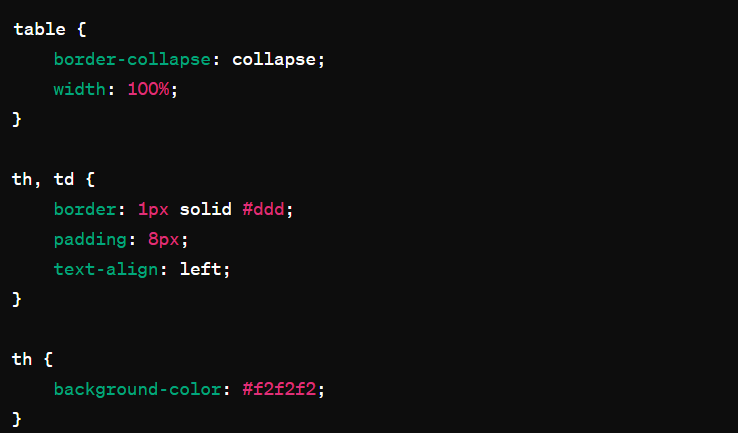 table {
    border-collapse: collapse;
    width: 100%;
}

th, td {
    border: 1px solid #ddd;
    padding: 8px;
    text-align: left;
}

th {
    background-color: #f2f2f2;
}